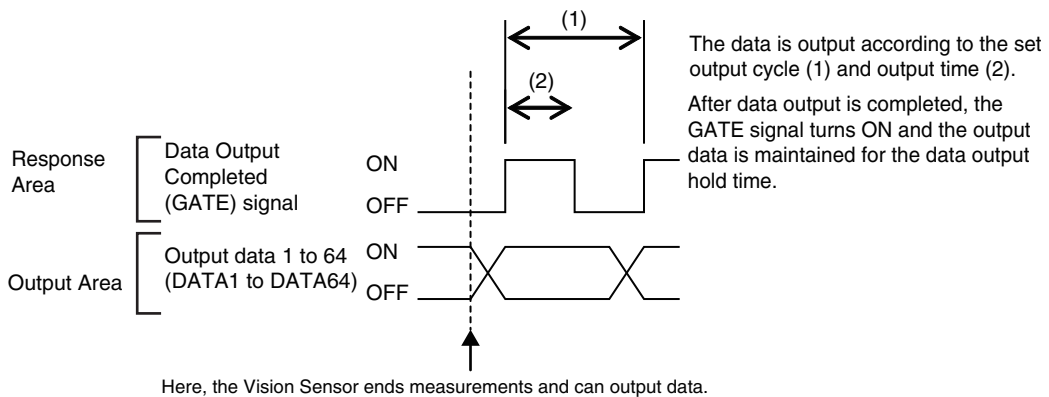 (1)
The data is output according to the set
output cycle (1) and output time (2).
(2)
After data output is completed, the
GATE signal turns ON and the output
data is maintained for the data output
hold time.
Response
Area
Data Output
Completed
(GATE) signal
ON
OFF
Output Area
Output data 1 to 64
(DATA1 to DATA64)
ON
OFF
Here, the Vision Sensor ends measurements and can output data.